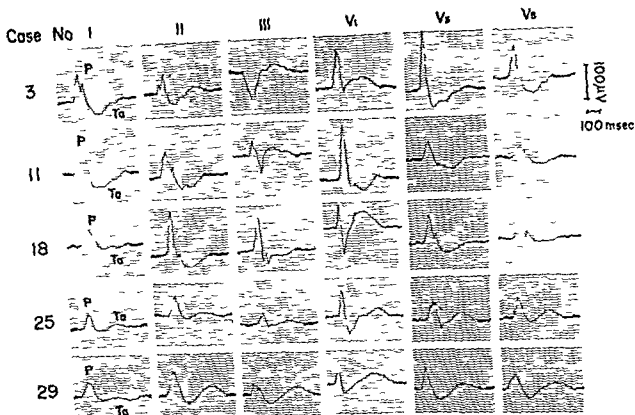 Case No I II III V₁ V₅ V₆
3 P Ta
100μV
100 msec
11 P Ta
18 P Ta
25 P Ta
29 P Ta